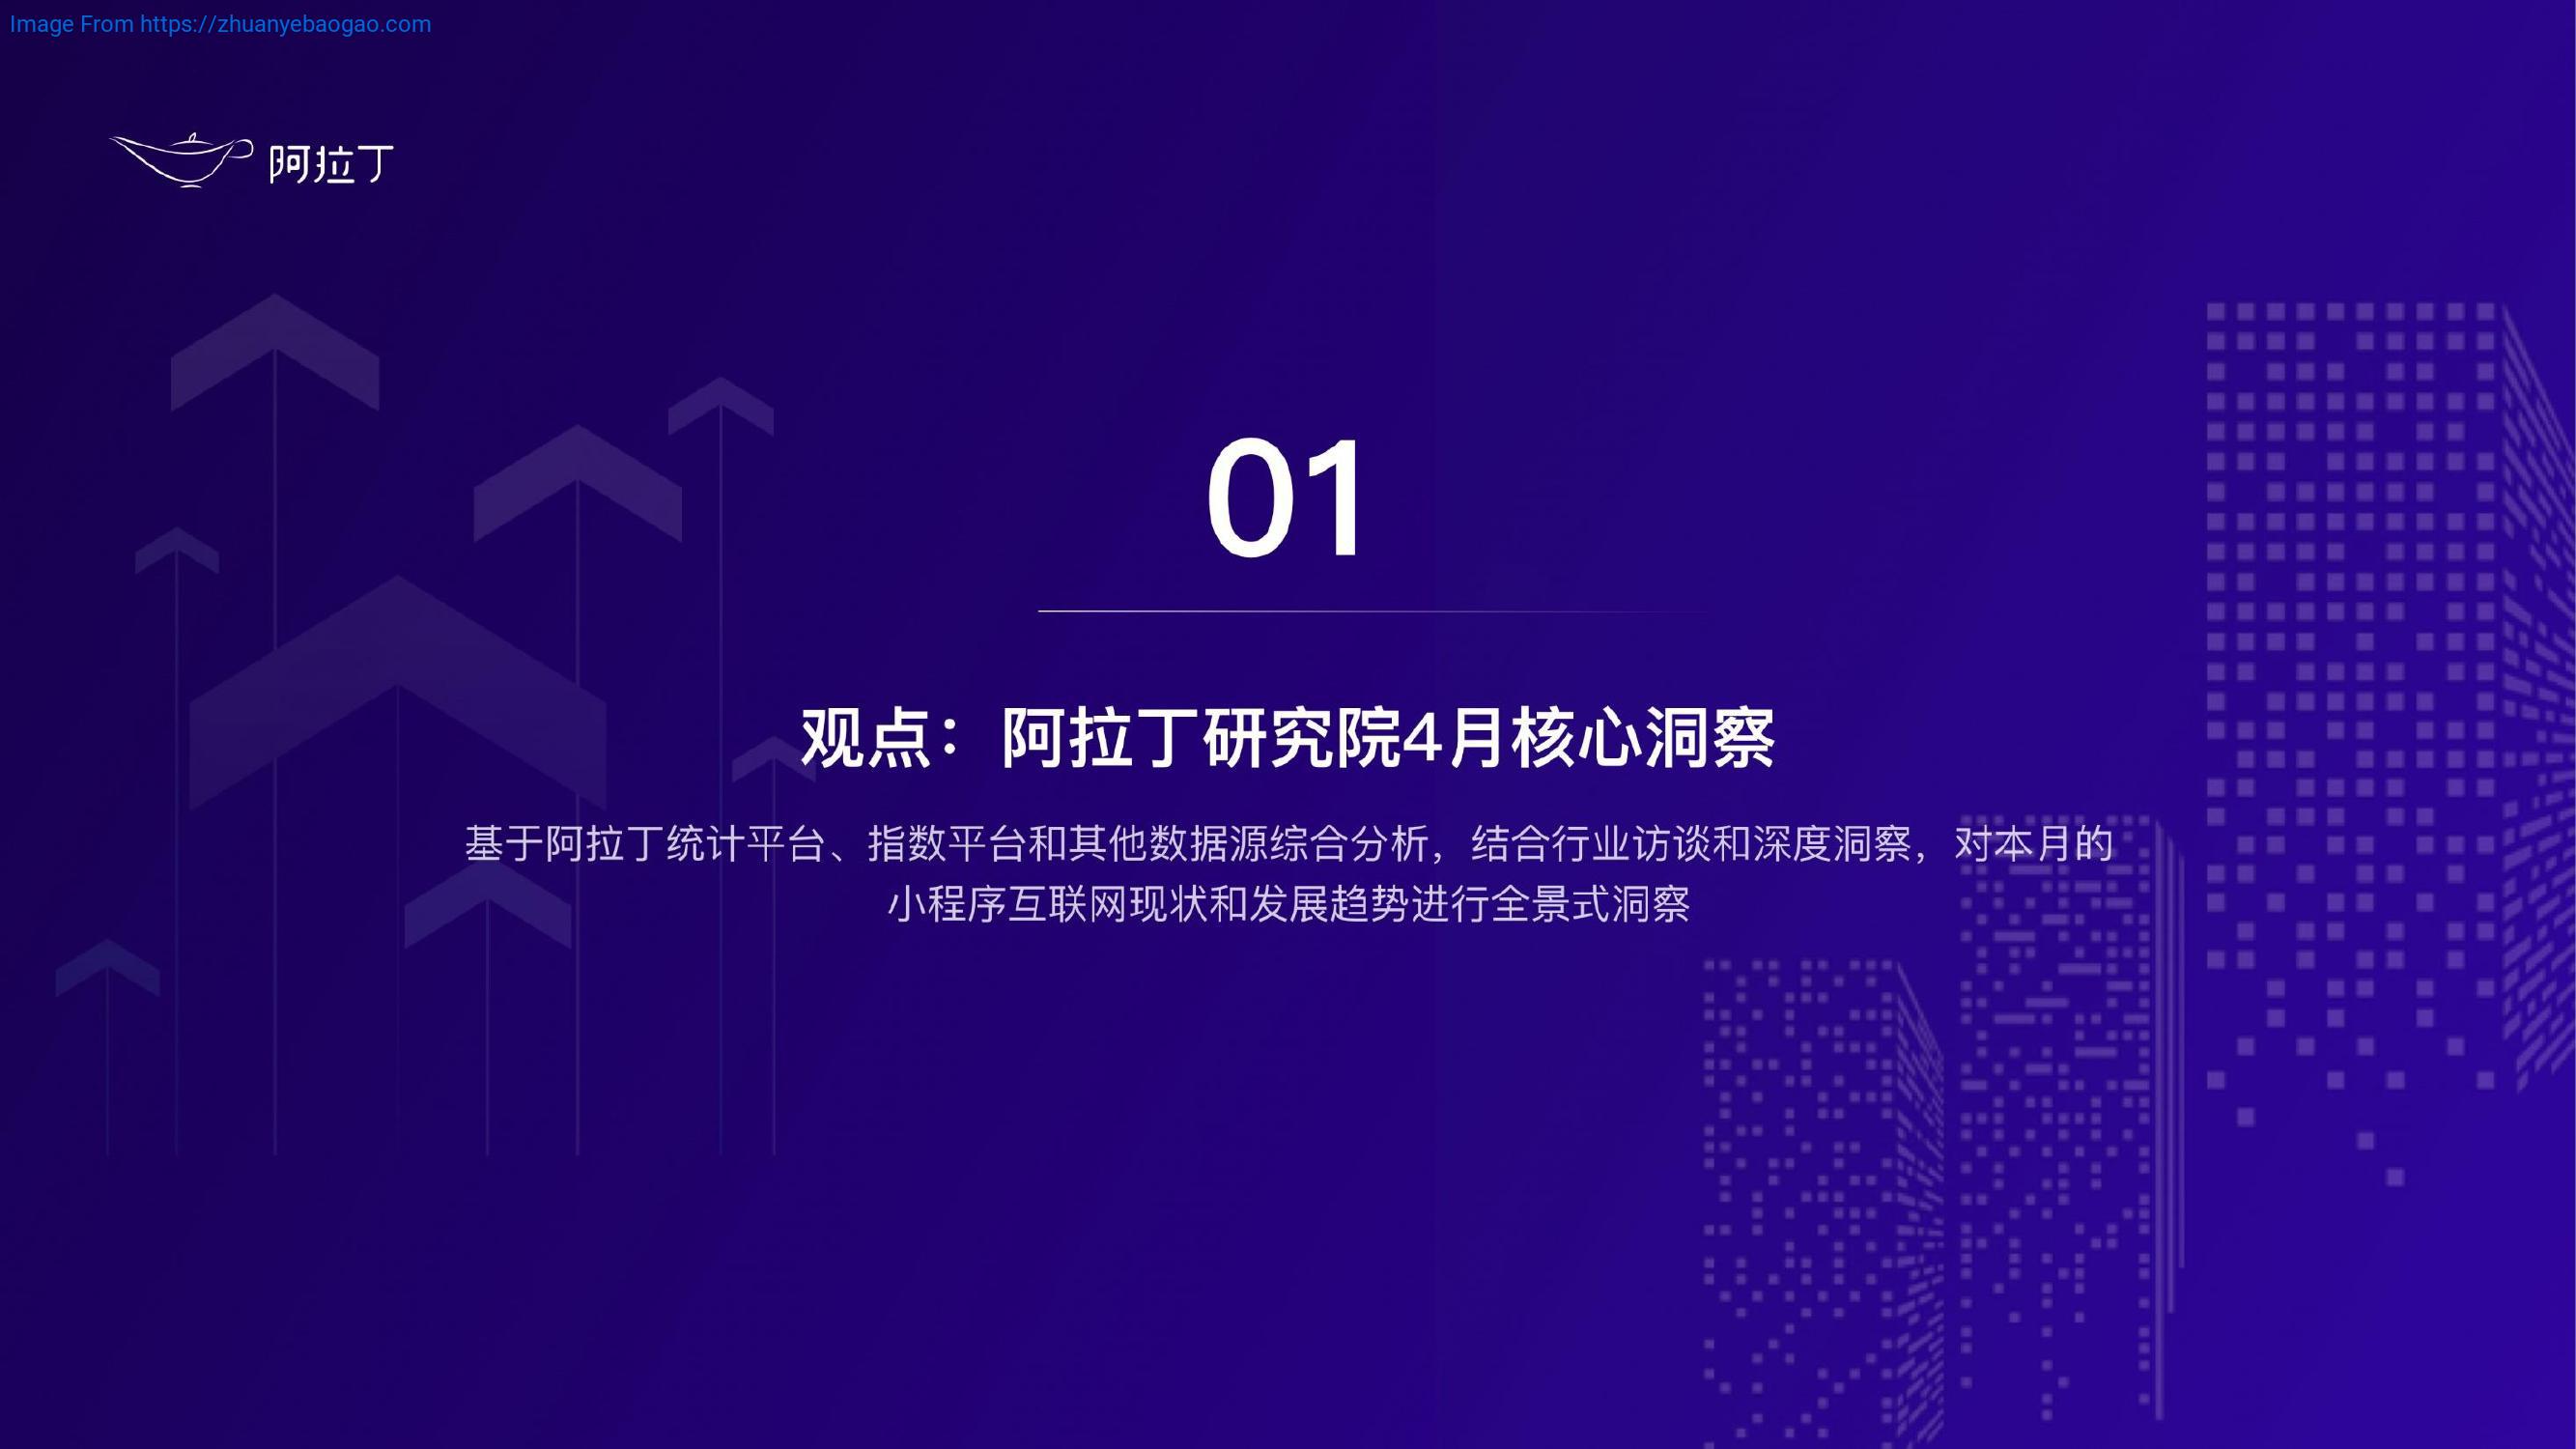 Image From https://zhuanyebaogao.com
阿拉丁
01
观点：阿拉丁研究院4月核心洞察
基于阿拉丁统计平台、指数平台和其他数据源综合分析，结合行业访谈和深度洞察，对本月的
小程序互联网现状和发展趋势进行全景式洞察